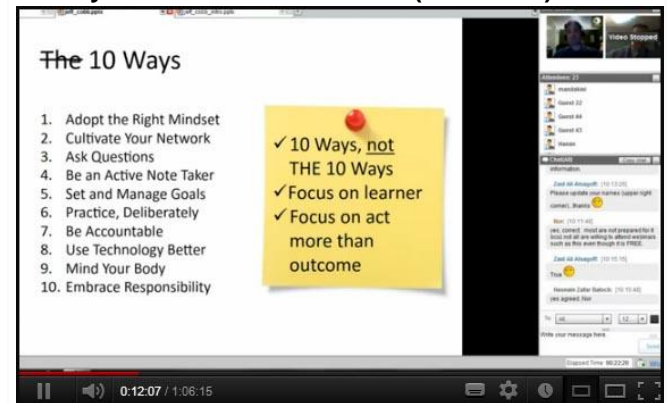 The 10 Ways
1. Adopt the Right Mindset
2. Cultivate Your Network
3. Ask Questions
4. Be an Active Note Taker
5. Set and Manage Goals
6. Practice, Deliberately
7. Be Accountable
8. Use Technology Better
9. Mind Your Body
10. Embrace Responsibility
✓10 Ways, not
THE 10 Ways
✓Focus on learner
✓Focus on act
more than
outcome
Video Stopped
Attendees: 23
Guest 33
Guest 44
Guest 43
information.
Please update your names (upper right
corner), thanks
yes, correct. most are not prepared for it
such as this even though it is FREE.
True
yes agreed. Nor
Write your message here
0:12:07 / 1:06:15